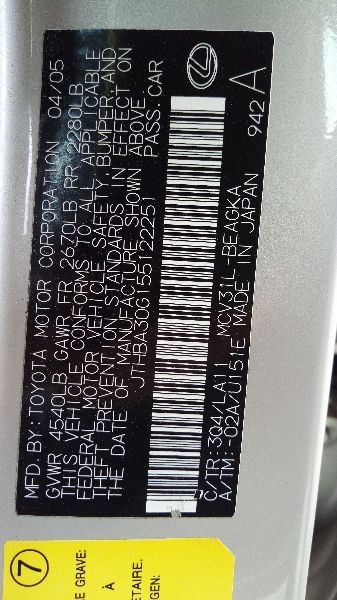 MFD. BY: TOYOTA MOTOR CORPORATION 04/05
GVWR 4540LB GAWR FR 2670LB RR 2280LB
THIS VEHICLE CONFORMS TO ALL APPLICABLE
FEDERAL MOTOR VEHICLE SAFETY, BUMPER, AND
THEFT PREVENTION STANDARDS IN EFFECT ON
THE DATE OF MANUFACTURE SHOWN ABOVE
JTHBA30G155122251 PASS. CAR
C/TR: 3Q4/LA11 MCV31L-BEAGKA
A/TM: -02A/U151E MADE IN JAPAN
942 A
7
E GRAVE:
À
ÉTAIRE.
GEN: